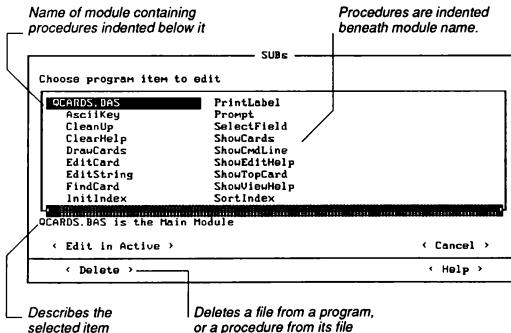 Name of module containing
procedures indented below it
Procedures are indented
beneath module name.
SUBs
Choose program item to edit
QCARDS.BAS
AsciiKey
CleanUp
ClearHelp
DrawCards
EditCard
EditString
FindCard
InitIndex
PrintLabel
Prompt
SelectField
ShowCards
ShowCmdLine
ShowEditHelp
ShowTopCard
ShowViewHelp
SortIndex
QCARDS.BAS is the Main Module
< Edit in Active >
< Cancel >
< Delete >
< Help >
Describes the
selected item
Deletes a file from a program,
or a procedure from its file